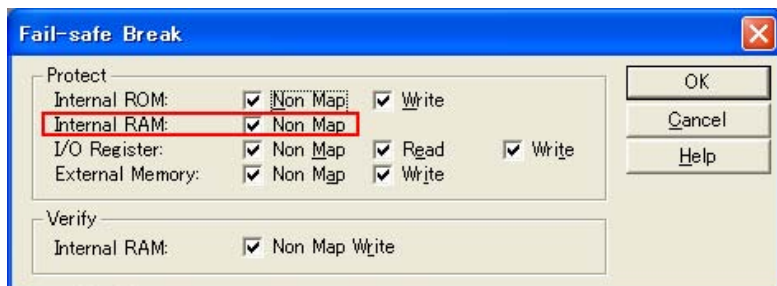 Fail-safe Break
Protect
Internal ROM: Non Map Write
Internal RAM: Non Map
I/O Register: Non Map Read Write
External Memory: Non Map Write
Verify
Internal RAM: Non Map Write
OK
Cancel
Help